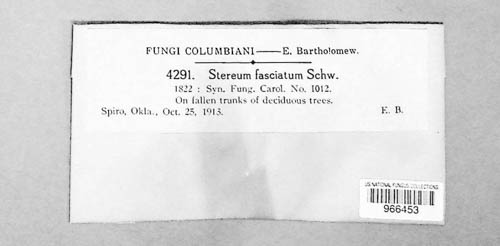 FUNGI COLUMBIANI—E. Bartholomew.
4291. Stereum fasciatum Schw.
1822 : Syn. Fung. Carol. No. 1012.
On fallen trunks of deciduous trees.
Spiro, Okla., Oct. 25, 1913. E. B.
US NATIONAL FUNGUS COLLECTIONS
966453